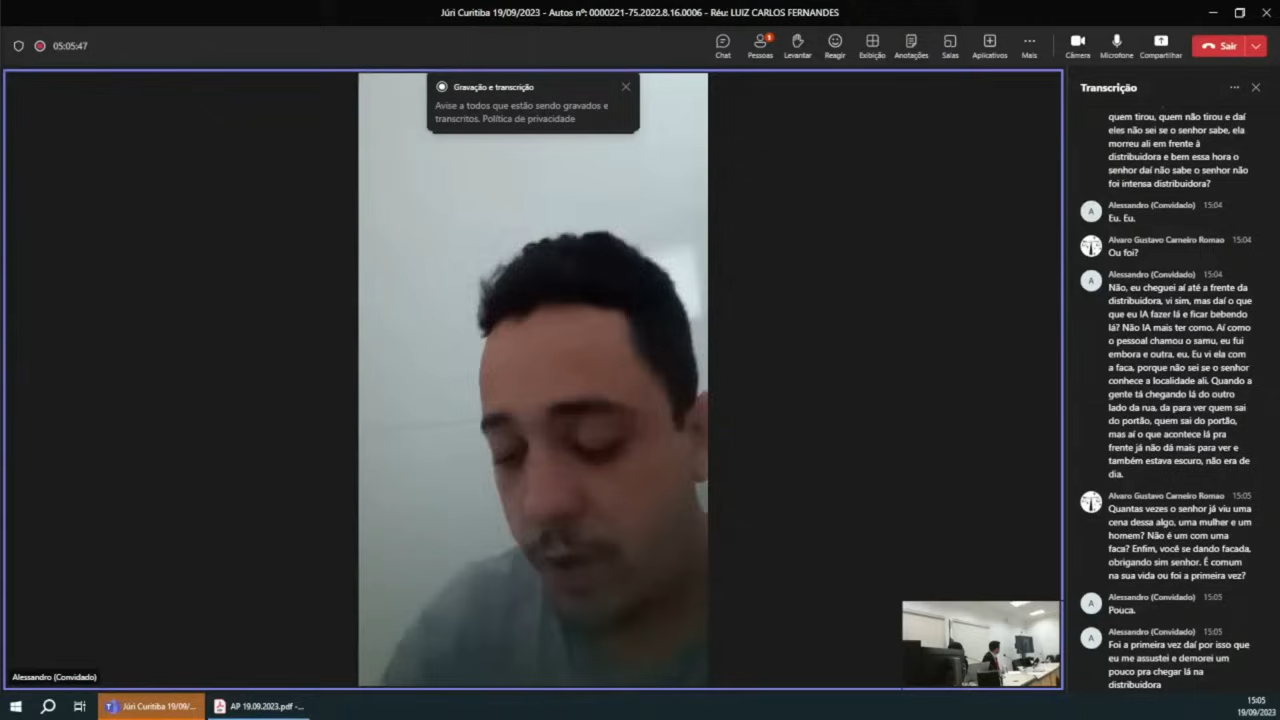 Júri Curitiba 19/09/2023 - Autos nº: 0000221-75.2022.8.16.0006 - Réu: LUIZ CARLOS FERNANDES
05:05:47
Chat
Pessoas
Levantar
Reagir
Exibição
Anotações
Salas
Aplicativos
Mais
Câmera
Microfone
Compartilhar
Sair
Gravação e transcrição
Avise a todos que estão sendo gravados e
transcritos. Política de privacidade
Transcrição
quem tirou, quem não tirou e daí
eles não sei se o senhor sabe, ela
morreu ali em frente à
distribuidora e bem essa hora o
senhor daí não sabe o senhor não
foi intensa distribuidora?
A
Alessandro (Convidado) 15:04
Eu. Eu.
Alvaro Gustavo Carneiro Romao 15:04
Ou foi?
A
Alessandro (Convidado) 15:04
Não, eu cheguei aí até a frente da
distribuidora, vi sim, mas daí o que
que eu IA fazer lá e ficar bebendo
lá? Não IA mais ter como. Aí como
o pessoal chamou o samu, eu fui
embora e outra, eu. Eu vi ela com
a faca, porque não sei se o senhor
conhece a localidade ali. Quando a
gente tá chegando lá do outro
lado da rua, da para ver quem sai
do portão, quem sai do portão,
mas aí o que acontece lá pra
frente já não dá mais para ver e
também estava escuro, não era de
dia.
Alvaro Gustavo Carneiro Romao 15:05
Quantas vezes o senhor já viu uma
cena dessa algo, uma mulher e um
homem? Não é um com uma
faca? Enfim, você se dando facada,
obrigando sim senhor. É comum
na sua vida ou foi a primeira vez?
A
Alessandro (Convidado) 15:05
Pouca.
A
Alessandro (Convidado) 15:05
Foi a primeira vez daí por isso que
eu me assustei e demorei um
pouco pra chegar lá na
distribuidora
Alessandro (Convidado)
Júri Curitiba 19/09/...
AP 19.09.2023.pdf -...
15:05
19/09/2023